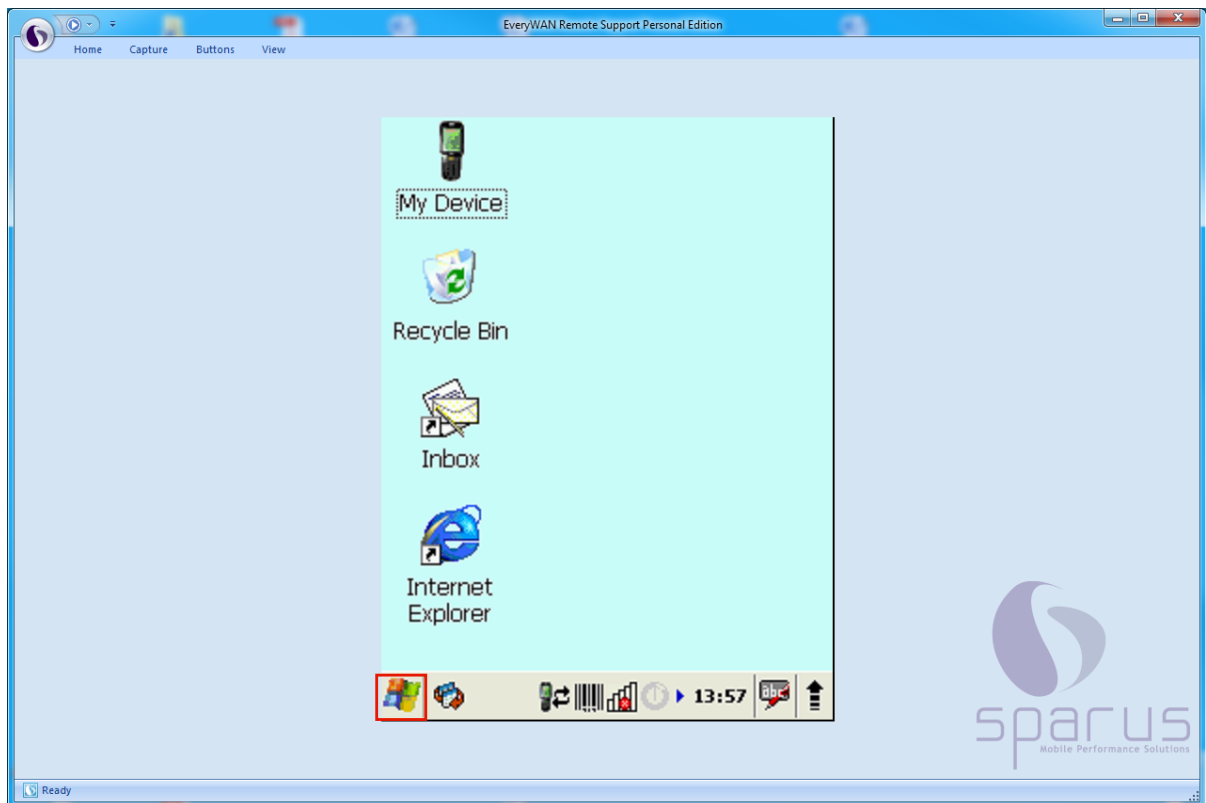 EveryWAN Remote Support Personal Edition
Home Capture Buttons View
My Device
Recycle Bin
Inbox
Internet
Explorer
13:57
abc
sparus
Mobile Performance Solutions
Ready